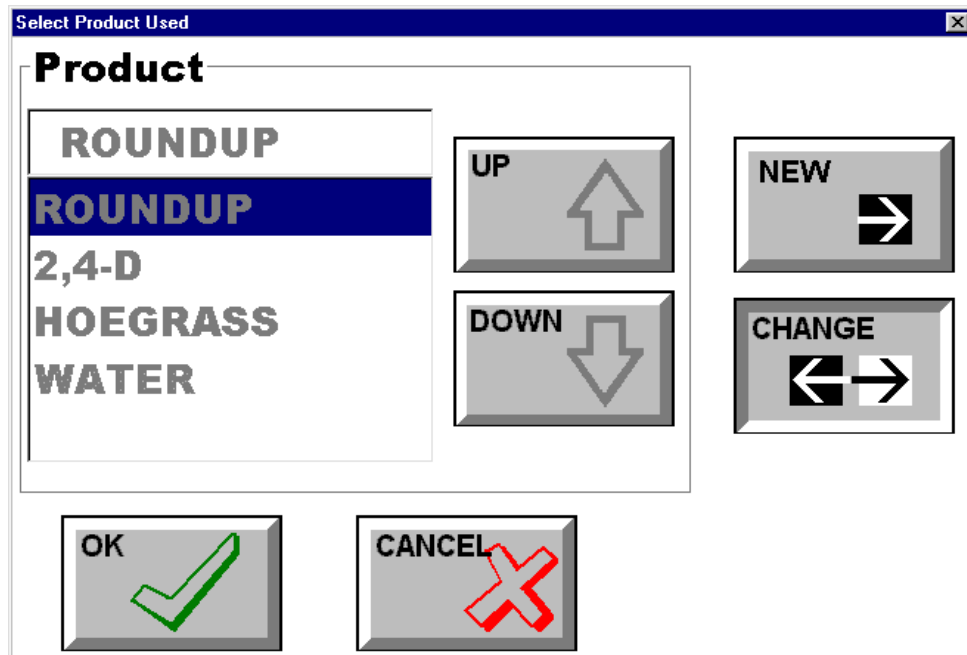 Select Product Used
Product
ROUNDUP
ROUNDUP
2,4-D
HOEGRASS
WATER
UP
DOWN
NEW
CHANGE
OK
CANCEL